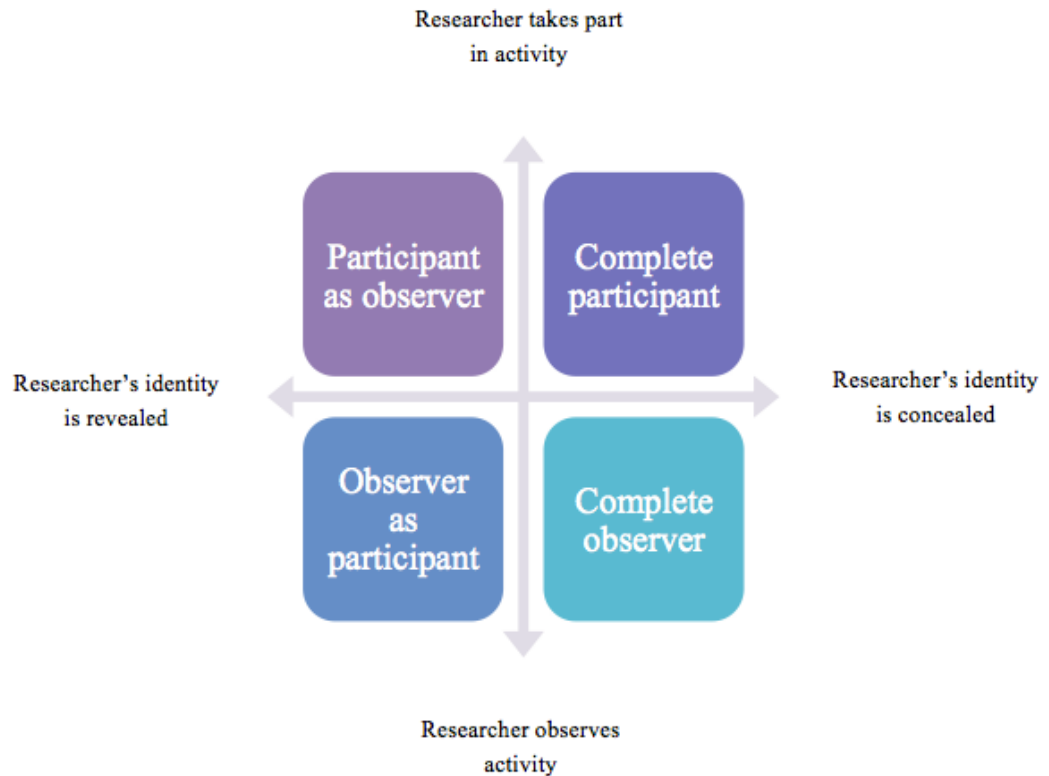 Researcher takes part
in activity
Participant
as observer
Complete
participant
Researcher’s identity
is revealed
Researcher’s identity
is concealed
Observer
as
participant
Complete
observer
Researcher observes
activity